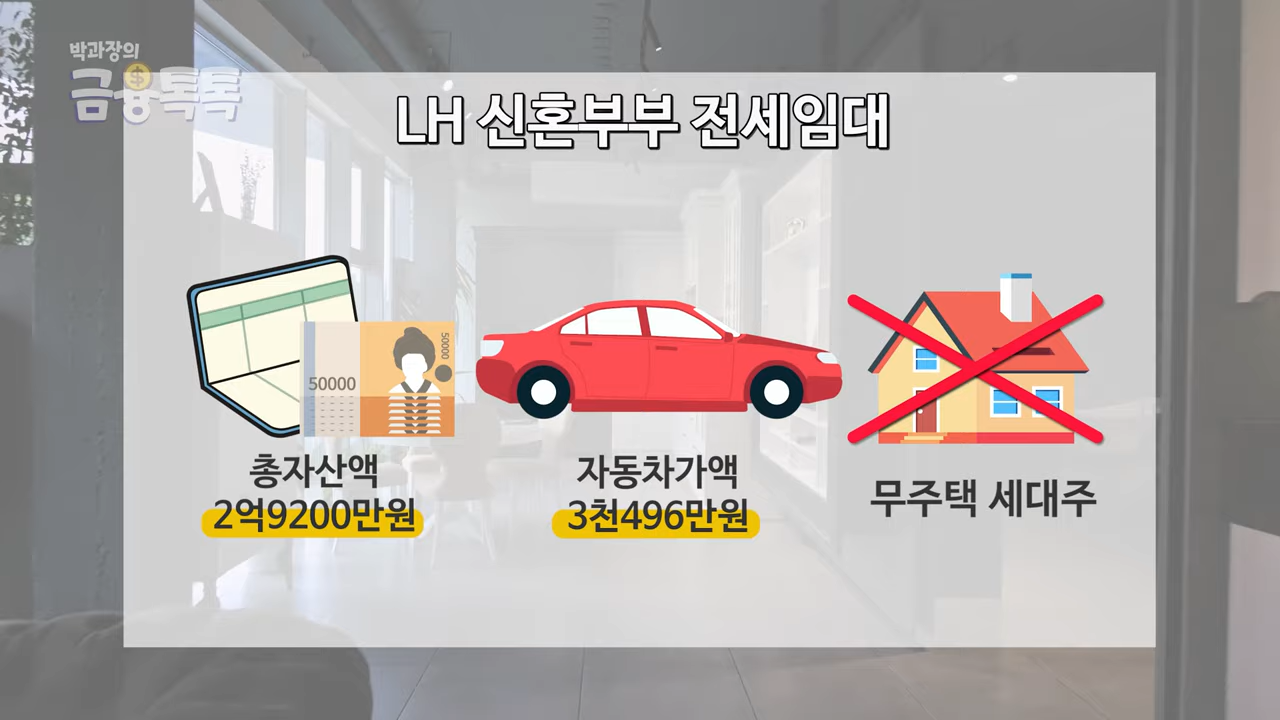 박과장의
금융톡톡
LH 신혼부부 전세임대
50000
50000
총자산액
2억9200만원
자동차가액
3천496만원
무주택 세대주